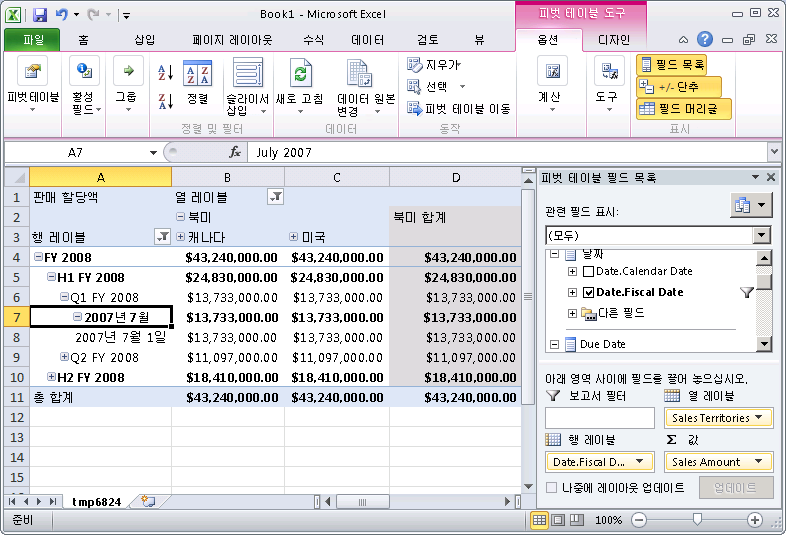 Book1 - Microsoft Excel
피벗 테이블 도구
파일 홈 삽입 페이지 레이아웃 수식 데이터 검토 뷰 옵션 디자인
피벗테이블
활성 필드
그룹
정렬
슬라이서 삽입
정렬 및 필터
새로 고침
데이터 원본 변경
데이터
지우기
선택
피벗 테이블 이동
동작
계산
도구
필드 목록
+/- 단추
필드 머리글
표시
A7 fx July 2007
A B C D
1 판매 할당액 열 레이블
2 북미 북미 합계
3 행 레이블 캐나다 미국
4 FY 2008 $43,240,000.00 $43,240,000.00 $43,240,000.00
5 H1 FY 2008 $24,830,000.00 $24,830,000.00 $24,830,000.00
6 Q1 FY 2008 $13,733,000.00 $13,733,000.00 $13,733,000.00
7 2007년 7월 $13,733,000.00 $13,733,000.00 $13,733,000.00
8 2007년 7월 1일 $13,733,000.00 $13,733,000.00 $13,733,000.00
9 Q2 FY 2008 $11,097,000.00 $11,097,000.00 $11,097,000.00
10 H2 FY 2008 $18,410,000.00 $18,410,000.00 $18,410,000.00
11 총 합계 $43,240,000.00 $43,240,000.00 $43,240,000.00
12
13
14
15
tmp6824
준비
100%
피벗 테이블 필드 목록
관련 필드 표시:
(모두)
날짜
Date.Calendar Date
Date.Fiscal Date
다른 필드
Due Date
아래 영역 사이에 필드를 끌어 놓으십시오.
보고서 필터 열 레이블
Sales Territories
행 레이블 Σ 값
Date.Fiscal D... Sales Amount
나중에 레이아웃 업데이트 업데이트